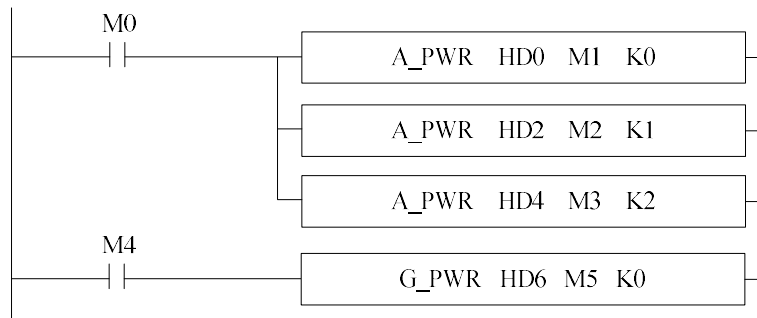 M0
A_PWR HD0 M1 K0
A_PWR HD2 M2 K1
A_PWR HD4 M3 K2
M4
G_PWR HD6 M5 K0